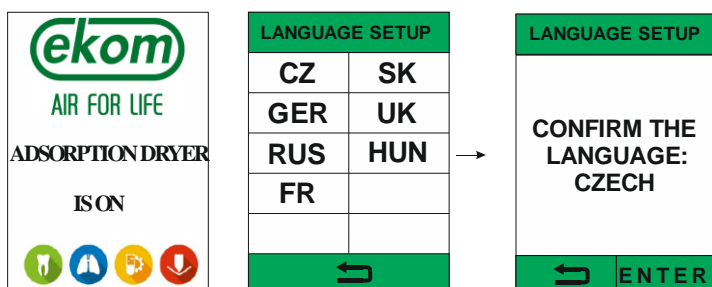 ekom
AIR FOR LIFE
ADSORPTION DRYER
IS ON
LANGUAGE SETUP
CZ SK
GER UK
RUS HUN
FR
LANGUAGE SETUP
CONFIRM THE
LANGUAGE:
CZECH
ENTER